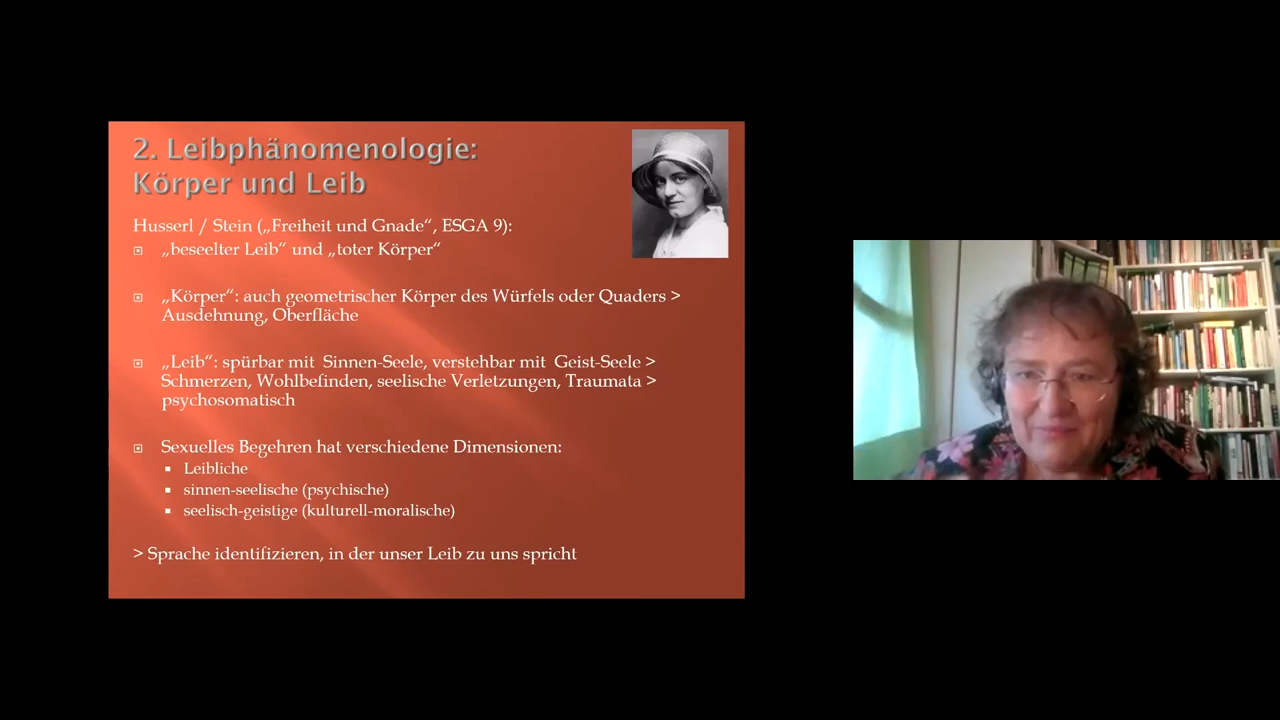 2. Leibphänomenologie:
Körper und Leib
Husserl / Stein („Freiheit und Gnade“, ESGA 9):
„beseelter Leib“ und „toter Körper“
„Körper“: auch geometrischer Körper des Würfels oder Quaders >
Ausdehnung, Oberfläche
„Leib“: spürbar mit Sinnen-Seele, verstehbar mit Geist-Seele >
Schmerzen, Wohlbefinden, seelische Verletzungen, Traumata >
psychosomatisch
Sexuelles Begehren hat verschiedene Dimensionen:
Leibliche
sinnen-seelische (psychische)
seelisch-geistige (kulturell-moralische)
> Sprache identifizieren, in der unser Leib zu uns spricht